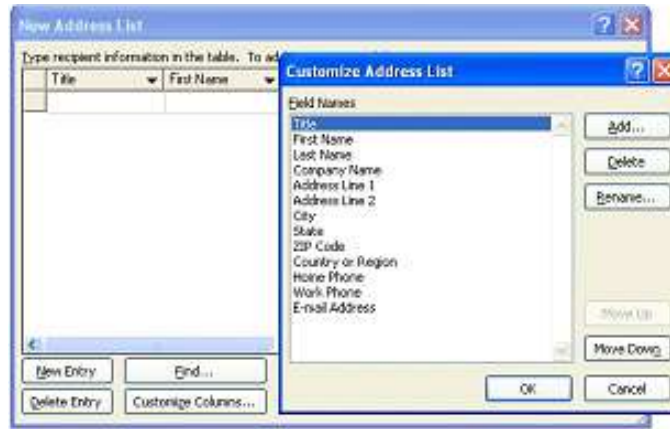 New Address List
Type recipient information in the table. To ad
Title First Name
Customize Address List
Field Names
Title
First Name
Last Name
Company Name
Address Line 1
Address Line 2
City
State
ZIP Code
Country or Region
Home Phone
Work Phone
E-mail Address
Add...
Delete
Rename...
Move Up
Move Down
OK
Cancel
New Entry
Find...
Delete Entry
Customize Columns...